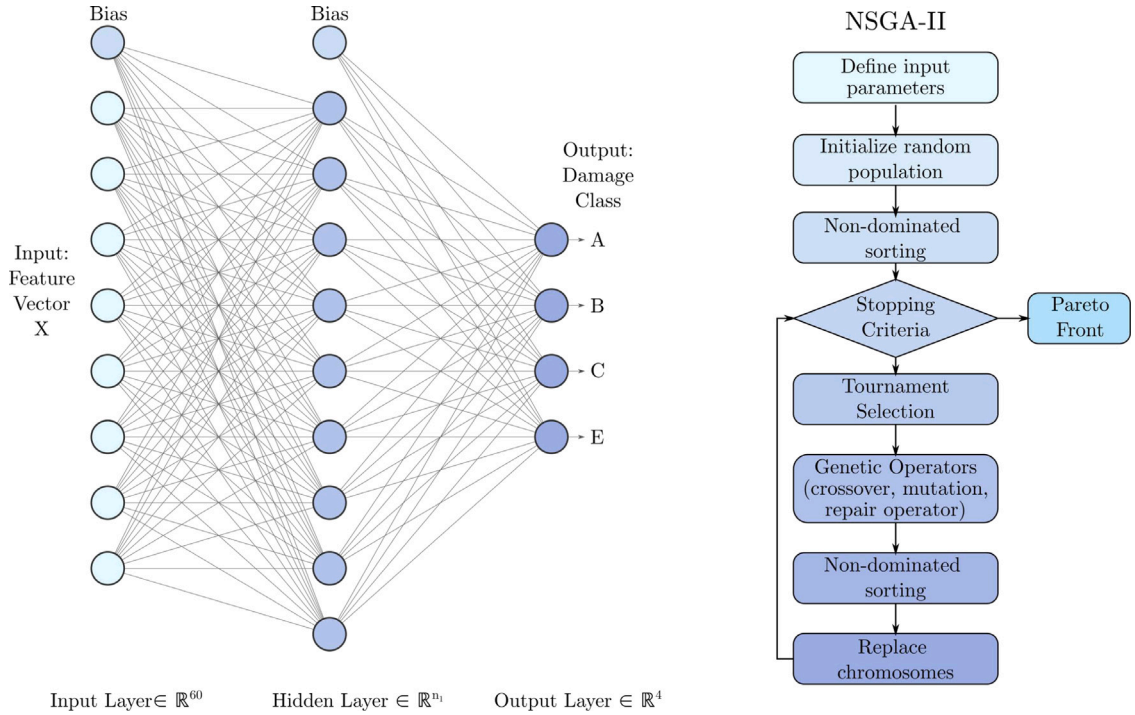 Bias
Bias
Input:
Feature
Vector
X
Output:
Damage
Class
A
B
C
E
Input Layer∈ ℝ⁶⁰
Hidden Layer ∈ ℝⁿⁱ
Output Layer ∈ ℝ⁴
NSGA-II
Define input
parameters
Initialize random
population
Non-dominated
sorting
Stopping
Criteria
Pareto
Front
Tournament
Selection
Genetic Operators
(crossover, mutation,
repair operator)
Non-dominated
sorting
Replace
chromosomes